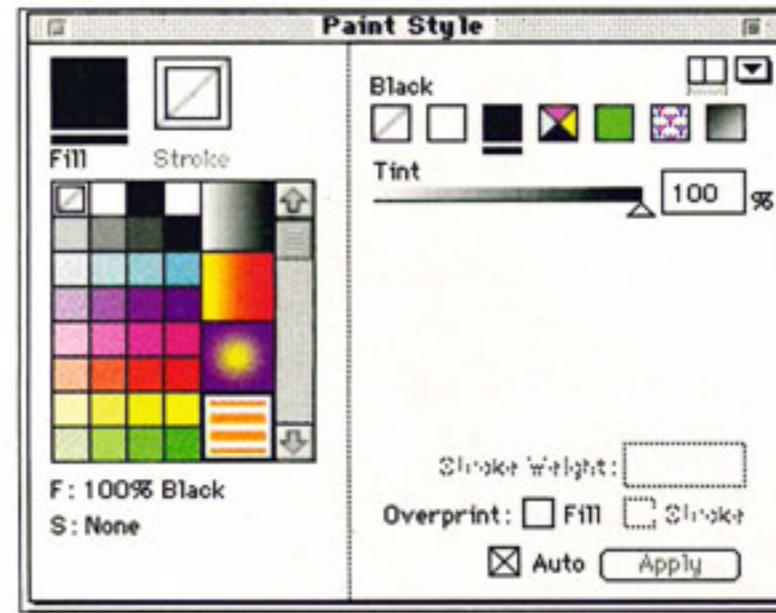 Paint Style
Fill Stroke
F: 100% Black
S: None
Black
Tint
100 %
Stroke Weight:
Overprint: Fill Stroke
Auto Apply